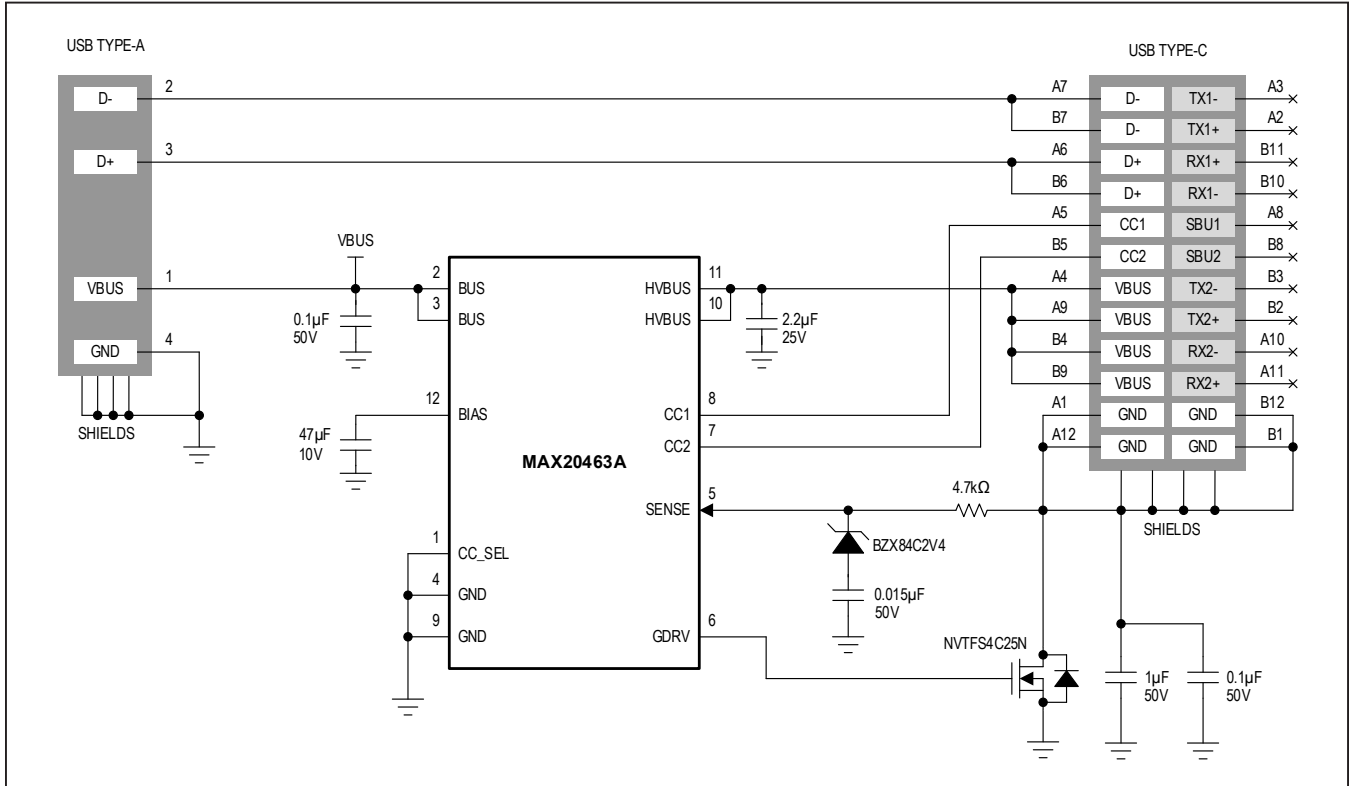 USB TYPE-A
USB TYPE-C
D-
2
A7
D-
TX1-
A3
B7
D-
TX1+
A2
D+
3
A6
D+
RX1+
B11
B6
D+
RX1-
B10
A5
CC1
SBU1
A8
B5
CC2
SBU2
B8
VBUS
VBUS
1
2
BUS
3
BUS
HVBUS
11
HVBUS
10
A4
VBUS
TX2-
B3
A9
VBUS
TX2+
B2
B4
VBUS
RX2-
A10
B9
VBUS
RX2+
A11
0.1µF
50V
2.2µF
25V
GND
4
SHIELDS
12
BIAS
47µF
10V
CC1
8
CC2
7
A1
GND
GND
B12
A12
GND
GND
B1
MAX20463A
SENSE
5
4.7kΩ
SHIELDS
BZX84C2V4
0.015µF
50V
1
CC_SEL
4
GND
9
GND
GDRV
6
NVTFS4C25N
1µF
50V
0.1µF
50V